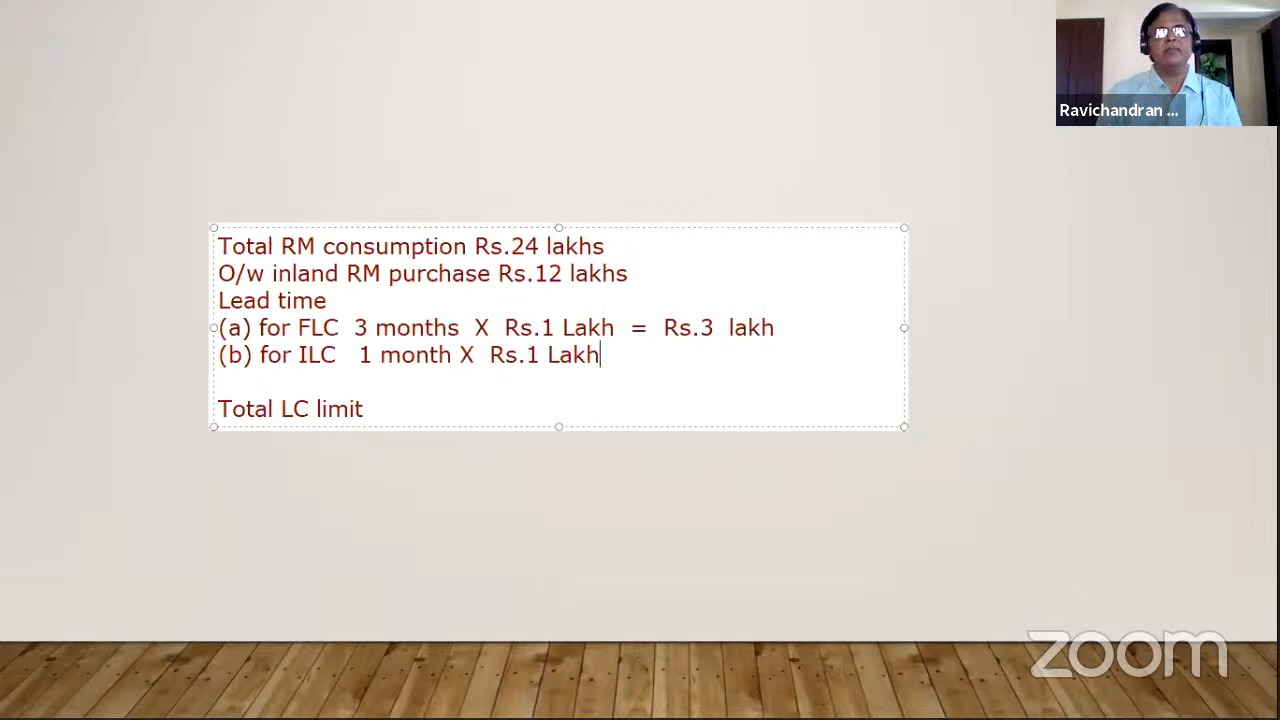 Ravichandran ...
Total RM consumption Rs.24 lakhs
O/w inland RM purchase Rs.12 lakhs
Lead time
(a) for FLC 3 months X Rs.1 Lakh = Rs.3 lakh
(b) for ILC 1 month X Rs.1 Lakh
Total LC limit
zoom